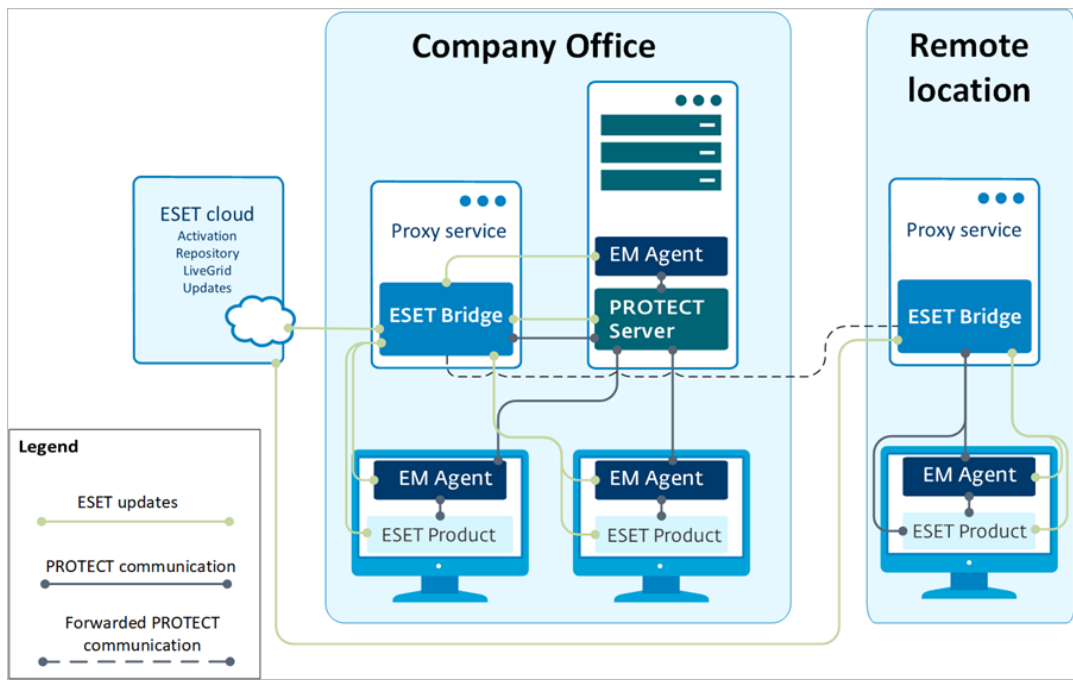 Company Office
Remote
location
ESET cloud
Activation
Repository
LiveGrid
Updates
Proxy service
ESET Bridge
EM Agent
PROTECT
Server
Proxy service
ESET Bridge
EM Agent
ESET Product
EM Agent
ESET Product
EM Agent
ESET Product
Legend
ESET updates
PROTECT communication
Forwarded PROTECT
communication